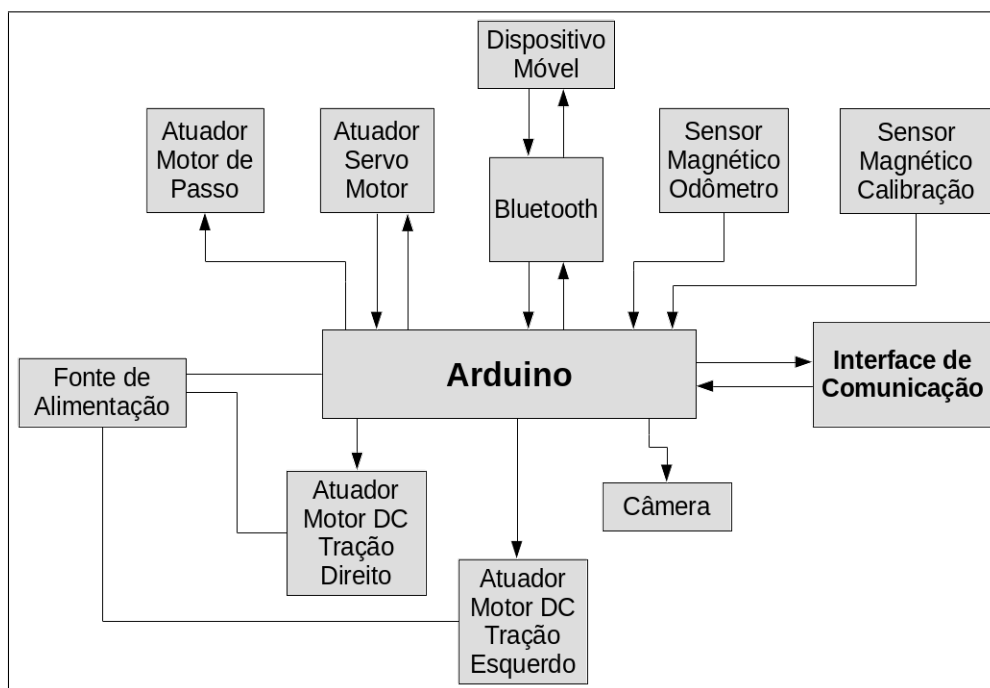 Dispositivo
Móvel
Atuador
Motor de
Passo
Atuador
Servo
Motor
Bluetooth
Sensor
Magnético
Odômetro
Sensor
Magnético
Calibração
Arduino
Interface de
Comunicação
Fonte de
Alimentação
Atuador
Motor DC
Tração
Direito
Câmera
Atuador
Motor DC
Tração
Esquerdo